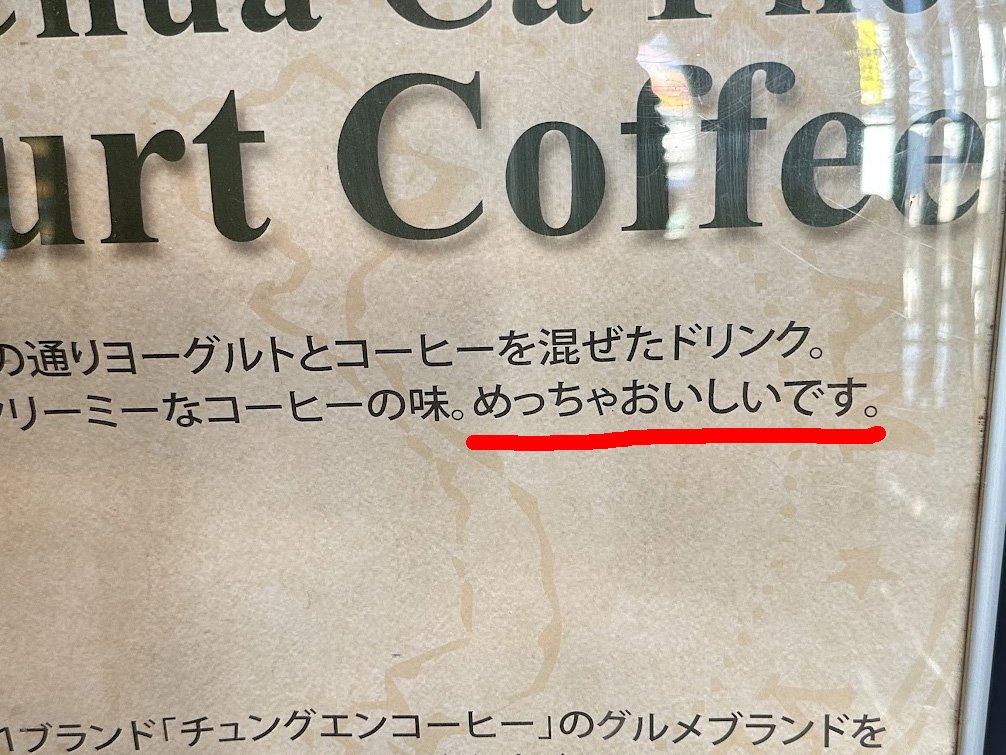 Ca Phe
urt Coffee
の通りヨーグルトとコーヒーを混ぜたドリンク。
リーミーなコーヒーの味。めっちゃおいしいです。
1ブランド「チュングエンコーヒー」のグルメブランドを